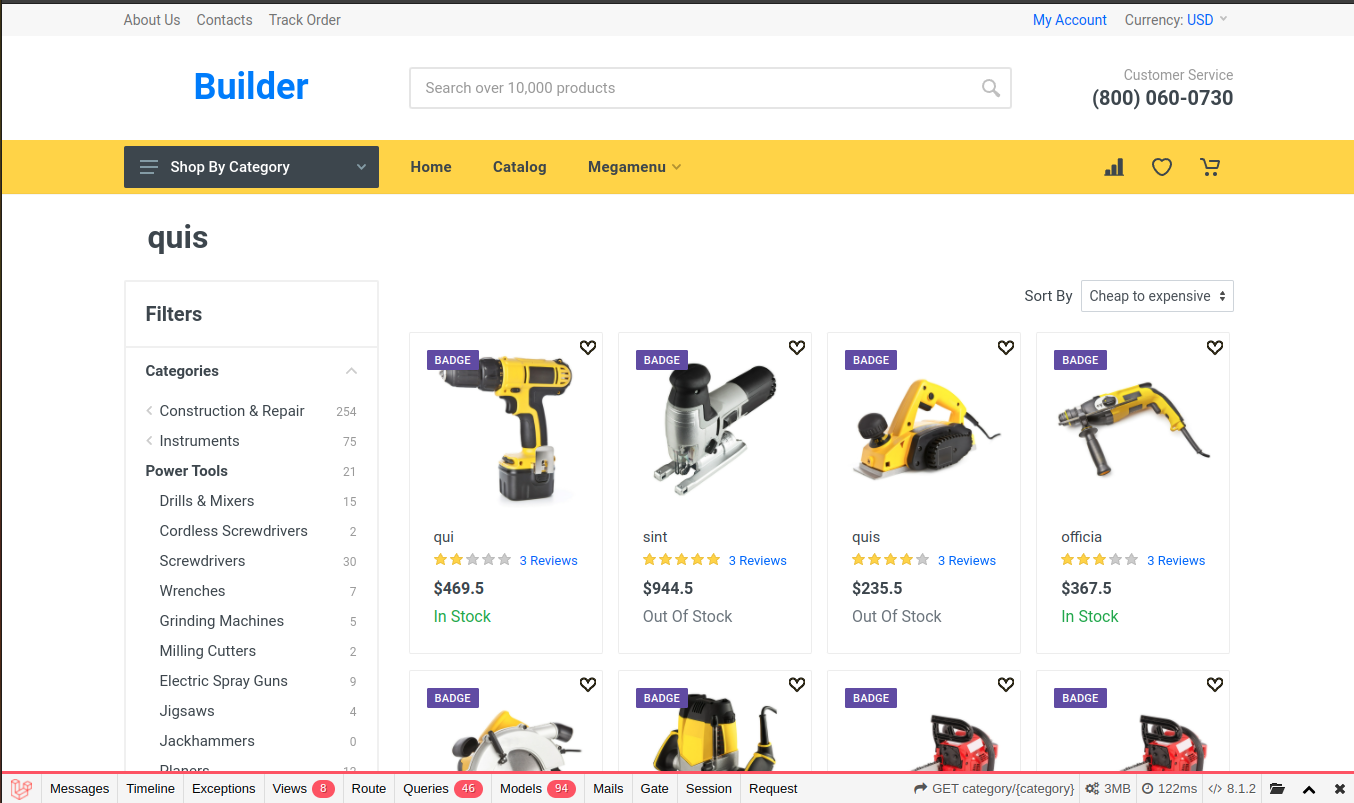 About Us Contacts Track Order My Account Currency: USD
Builder Search over 10,000 products Customer Service
(800) 060-0730
Shop By Category Home Catalog Megamenu
quis
Filters
Sort By Cheap to expensive
Categories
Construction & Repair 254
Instruments 75
Power Tools 21
Drills & Mixers 15
Cordless Screwdrivers 2
Screwdrivers 30
Wrenches 7
Grinding Machines 5
Milling Cutters 2
Electric Spray Guns 9
Jigsaws 4
Jackhammers 0
Planers 12
BADGE BADGE BADGE BADGE
qui sint quis officia
3 Reviews 3 Reviews 3 Reviews 3 Reviews
$469.5 $944.5 $235.5 $367.5
In Stock Out Of Stock Out Of Stock In Stock
BADGE BADGE BADGE BADGE
Messages Timeline Exceptions Views 8 Route Queries 46 Models 94 Mails Gate Session Request GET category/{category} 3MB 122ms 8.1.2